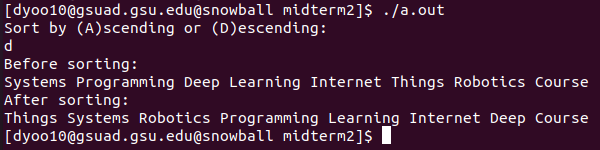 [dyoo10@gsuad.gsu.edu@snowball midterm2]$ ./a.out
Sort by (A)scending or (D)escending:
d
Before sorting:
Systems Programming Deep Learning Internet Things Robotics Course
After sorting:
Things Systems Robotics Programming Learning Internet Deep Course
[dyoo10@gsuad.gsu.edu@snowball midterm2]$